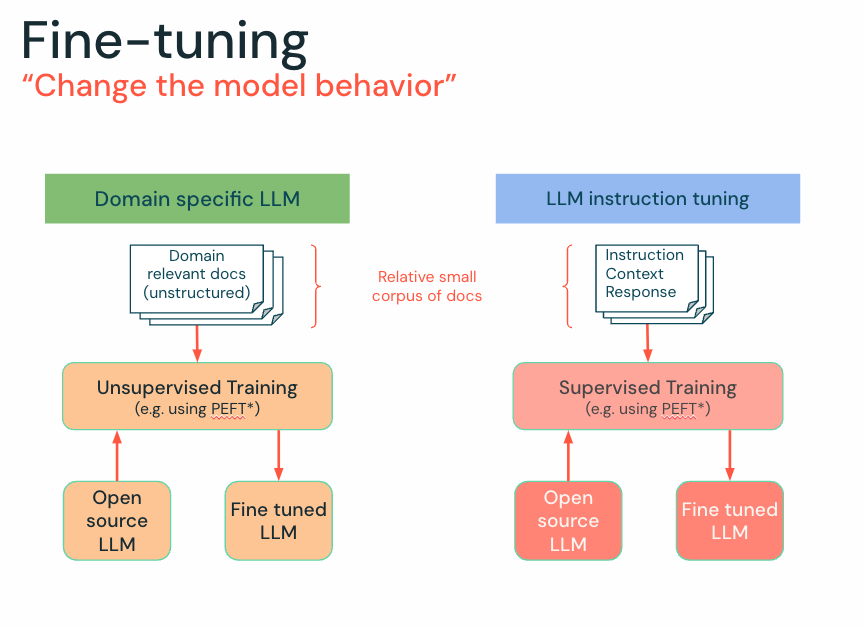 Fine-tuning
“Change the model behavior”
Domain specific LLM
Domain
relevant docs
(unstructured)
Relative small
corpus of docs
Unsupervised Training
(e.g. using PEFT*)
Open
source
LLM
Fine tuned
LLM
LLM instruction tuning
Instruction
Context
Response
Supervised Training
(e.g. using PEFT*)
Open
source
LLM
Fine tuned
LLM